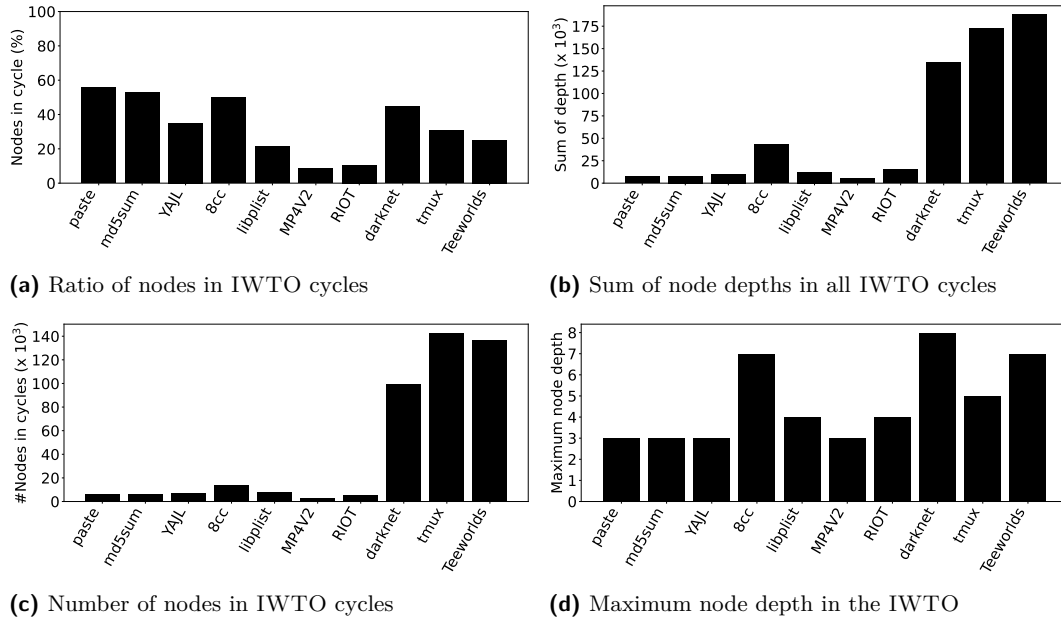 Nodes in cycle (%)
100
80
60
40
20
0
paste
md5sum
YAJL
8cc
libplist
MP4V2
RIOT
darknet
tmux
Teeworlds
(a) Ratio of nodes in IWTO cycles
Sum of depth (x 10³)
175
150
125
100
75
50
25
0
paste
md5sum
YAJL
8cc
libplist
MP4V2
RIOT
darknet
tmux
Teeworlds
(b) Sum of node depths in all IWTO cycles
#Nodes in cycles (x 10³)
140
120
100
80
60
40
20
0
paste
md5sum
YAJL
8cc
libplist
MP4V2
RIOT
darknet
tmux
Teeworlds
(c) Number of nodes in IWTO cycles
Maximum node depth
8
7
6
5
4
3
2
1
0
paste
md5sum
YAJL
8cc
libplist
MP4V2
RIOT
darknet
tmux
Teeworlds
(d) Maximum node depth in the IWTO